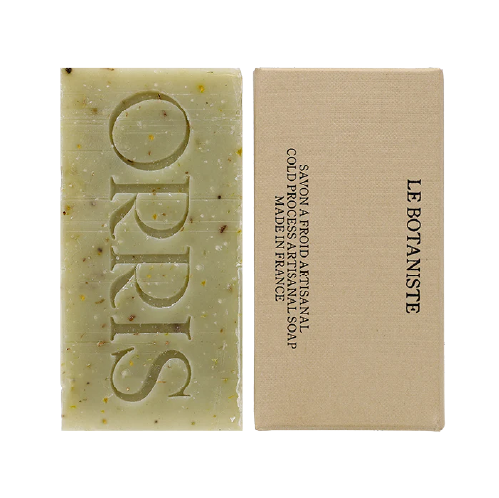 ORRIS
LE BOTANISTE
SAVON A FROID ARTISANAL
COLD PROCESS ARTISANAL SOAP
MADE IN FRANCE